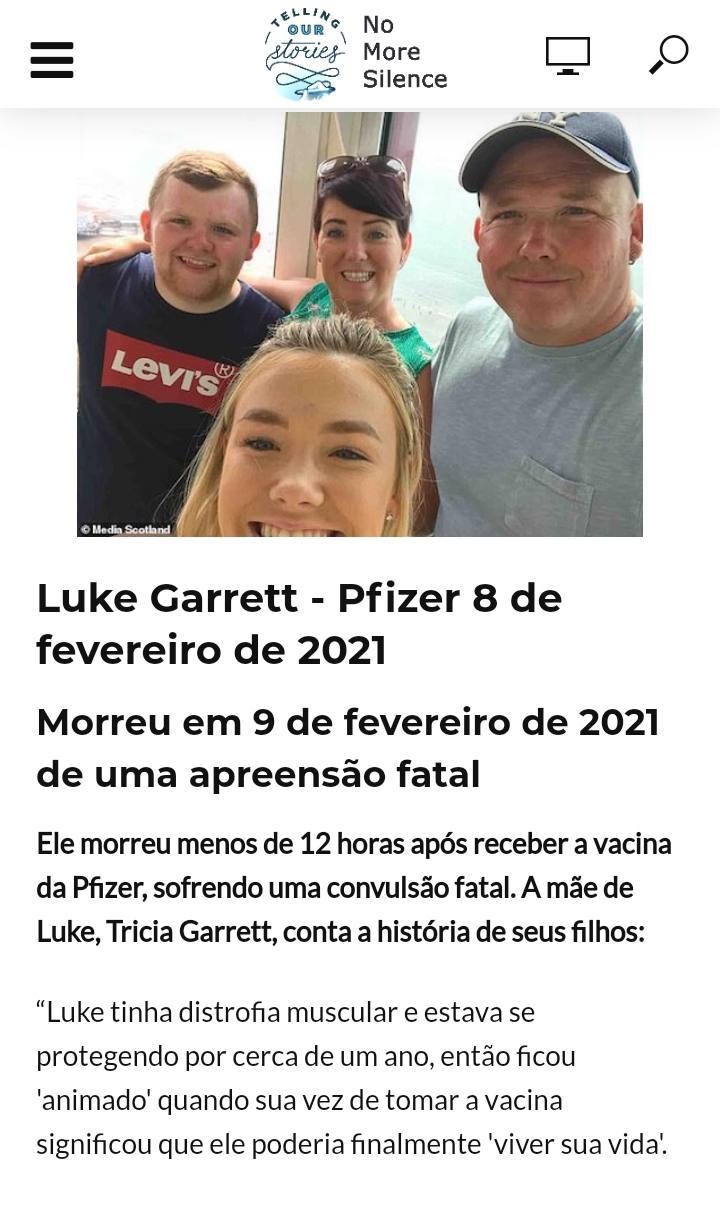 TELLING
OUR
stories
No
More
Silence
NY
Levi's®
© Media Scotland
Luke Garrett - Pfizer 8 de
fevereiro de 2021
Morreu em 9 de fevereiro de 2021
de uma apreensão fatal
Ele morreu menos de 12 horas após receber a vacina
da Pfizer, sofrendo uma convulsão fatal. A mãe de
Luke, Tricia Garrett, conta a história de seus filhos:
“Luke tinha distrofia muscular e estava se
protegendo por cerca de um ano, então ficou
'animado' quando sua vez de tomar a vacina
significou que ele poderia finalmente 'viver sua vida'.